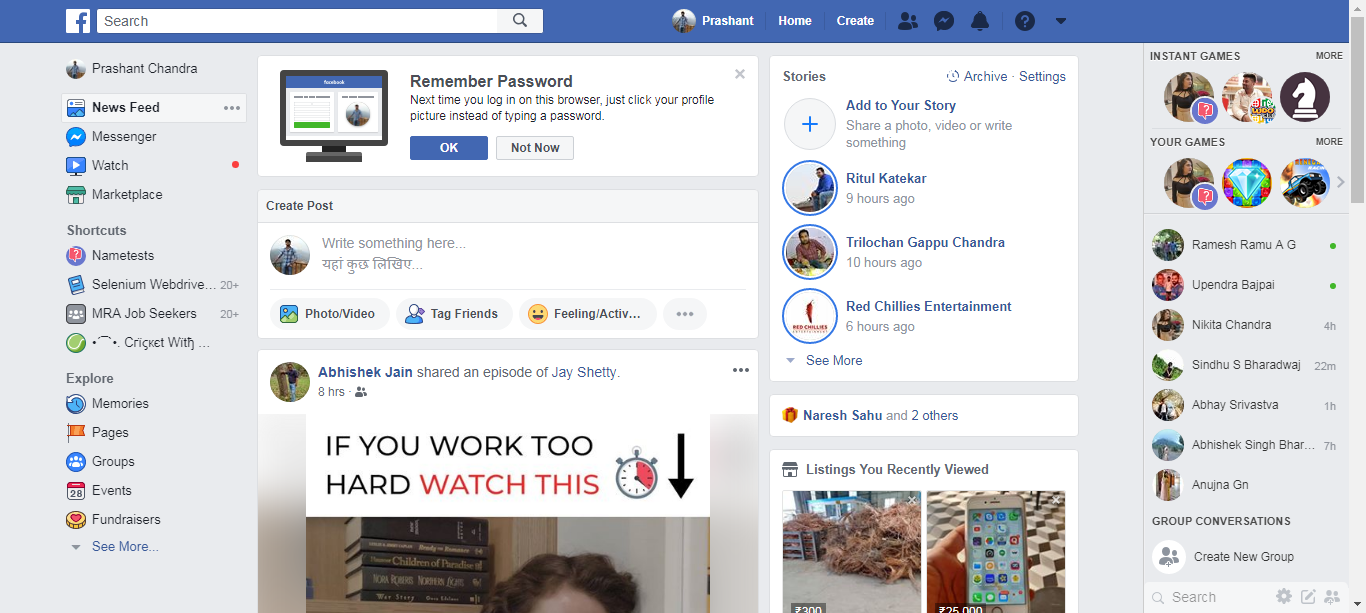 Search
Prashant
Home
Create
Prashant Chandra
News Feed
Messenger
Watch
Marketplace
Shortcuts
Nametests
Selenium Webdrive... 20+
MRA Job Seekers 20+
Explore
Memories
Pages
Groups
28 Events
Fundraisers
See More...
facebook
Remember Password
Next time you log in on this browser, just click your profile
picture instead of typing a password.
OK
Not Now
Create Post
Write something here...
यहां कुछ लिखिए...
Photo/Video
Tag Friends
Feeling/Activ...
Abhishek Jain shared an episode of Jay Shetty.
8 hrs ·
IF YOU WORK TOO
HARD WATCH THIS
Children of Paradise
Nora Roberts
War Story
Stories
Archive · Settings
Add to Your Story
Share a photo, video or write
something
Ritul Katekar
9 hours ago
Trilochan Gappu Chandra
10 hours ago
RED CHILLIES
ENTERTAINMENT
Red Chillies Entertainment
6 hours ago
See More
Naresh Sahu and 2 others
Listings You Recently Viewed
₹300
₹25,000
INSTANT GAMES
MORE
YOUR GAMES
MORE
Ramesh Ramu A G
Upendra Bajpai
Nikita Chandra 4h
Sindhu S Bharadwaj 22m
Abhay Srivastva 1h
Abhishek Singh Bhar... 7h
Anujna Gn
GROUP CONVERSATIONS
Create New Group
Search